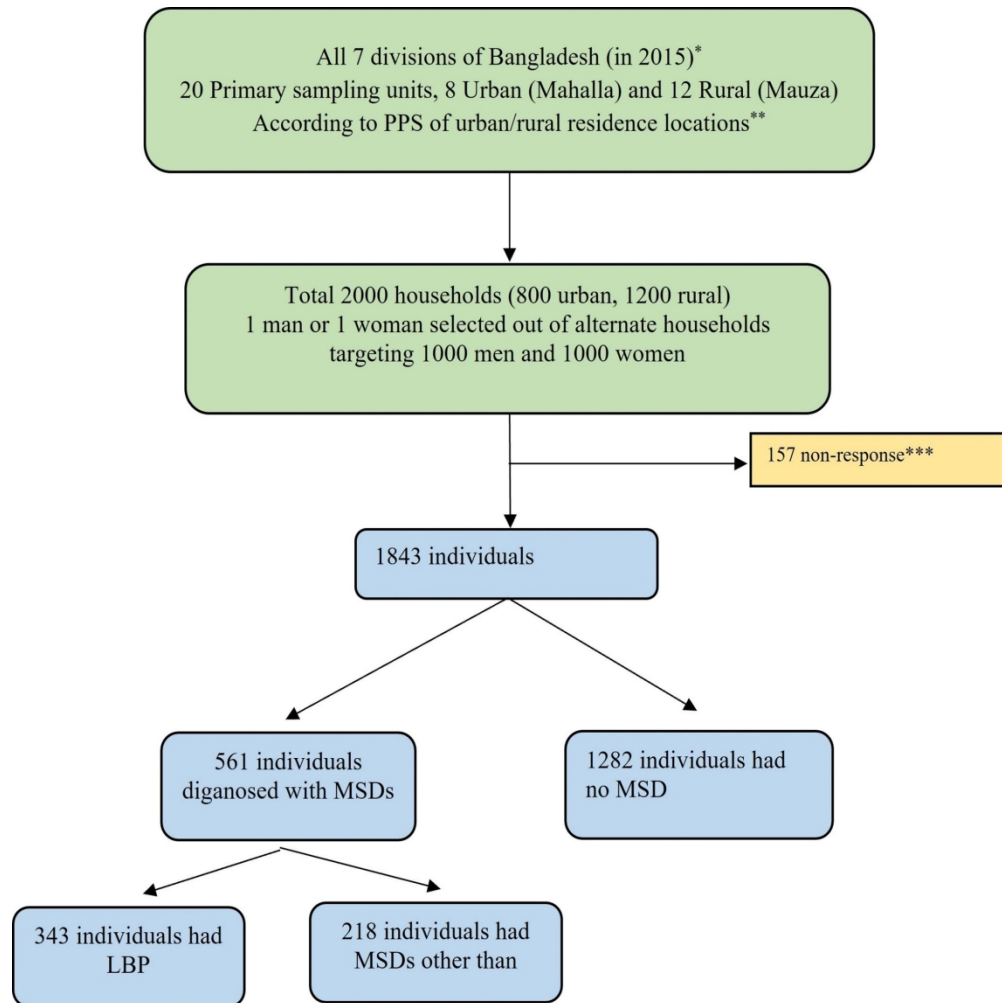 All 7 divisions of Bangladesh (in 2015)*
20 Primary sampling units, 8 Urban (Mahalla) and 12 Rural (Mauza)
According to PPS of urban/rural residence locations**
Total 2000 households (800 urban, 1200 rural)
1 man or 1 woman selected out of alternate households
targeting 1000 men and 1000 women
157 non-response***
1843 individuals
561 individuals
diganosed with MSDs
1282 individuals had
no MSD
343 individuals had
LBP
218 individuals had
MSDs other than